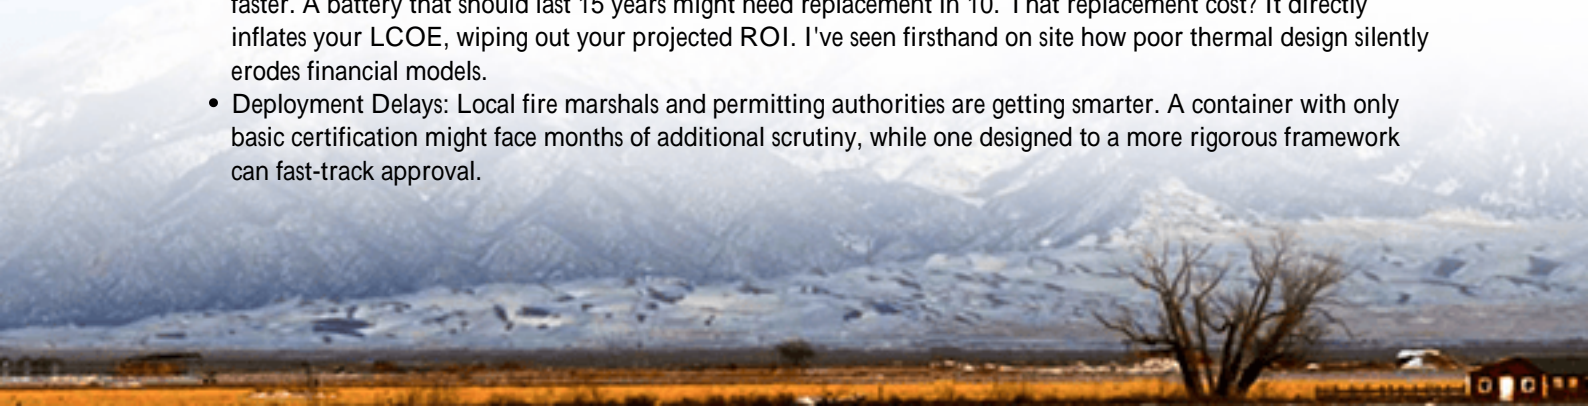 faster. A battery that should last 15 years might need replacement in 10. That replacement cost? It directly
inflates your LCOE, wiping out your projected ROI. I've seen firsthand on site how poor thermal design silently
erodes financial models.
• Deployment Delays: Local fire marshals and permitting authorities are getting smarter. A container with only
basic certification might face months of additional scrutiny, while one designed to a more rigorous framework
can fast-track approval.